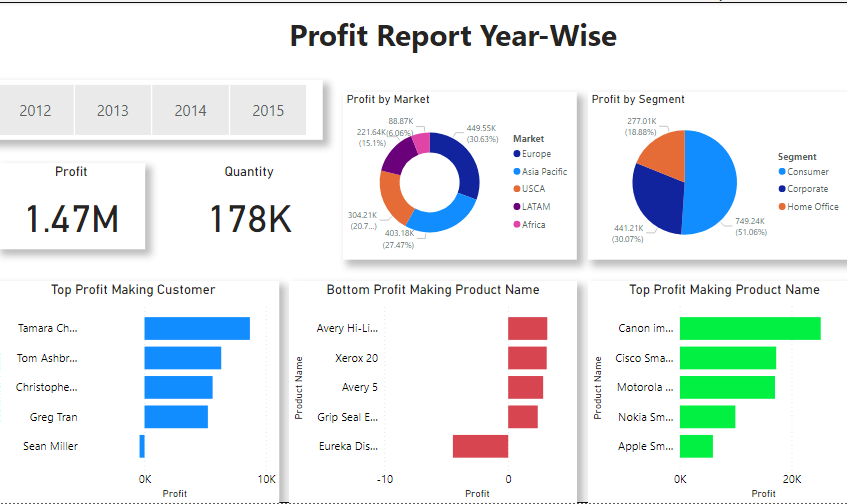 Profit Report Year-Wise
2012
2013
2014
2015
Profit
1.47M
Quantity
178K
Profit by Market
88.87K
(6.06%)
449.55K
(30.63%)
221.64K
(15.1%)
304.21K
(20.7...)
403.18K
(27.47%)
Market
Europe
Asia Pacific
USCA
LATAM
Africa
Profit by Segment
277.01K
(18.88%)
441.21K
(30.07%)
749.24K
(51.06%)
Segment
Consumer
Corporate
Home Office
Top Profit Making Customer
Tamara Ch...
Tom Ashbr...
Christophe...
Greg Tran
Sean Miller
0K
10K
Profit
Bottom Profit Making Product Name
Product Name
Avery Hi-Li...
Xerox 20
Avery 5
Grip Seal E...
Eureka Dis...
-10
0
Profit
Top Profit Making Product Name
Product Name
Canon im...
Cisco Sma...
Motorola ...
Nokia Sm...
Apple Sm...
0K
20K
Profit